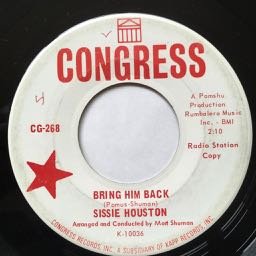 CONGRESS
4
A Pomshu
Production
Rumbalero Music
Inc. - BMI
2:10
Radio Station
Copy
CG-268
BRING HIM BACK
(Pomus-Shuman)
SISSIE HOUSTON
Arranged and Conducted by Mort Shuman
K-10036
CONGRESS RECORDS, INC. A SUBSIDIARY OF KAPP RECORDS, INC.